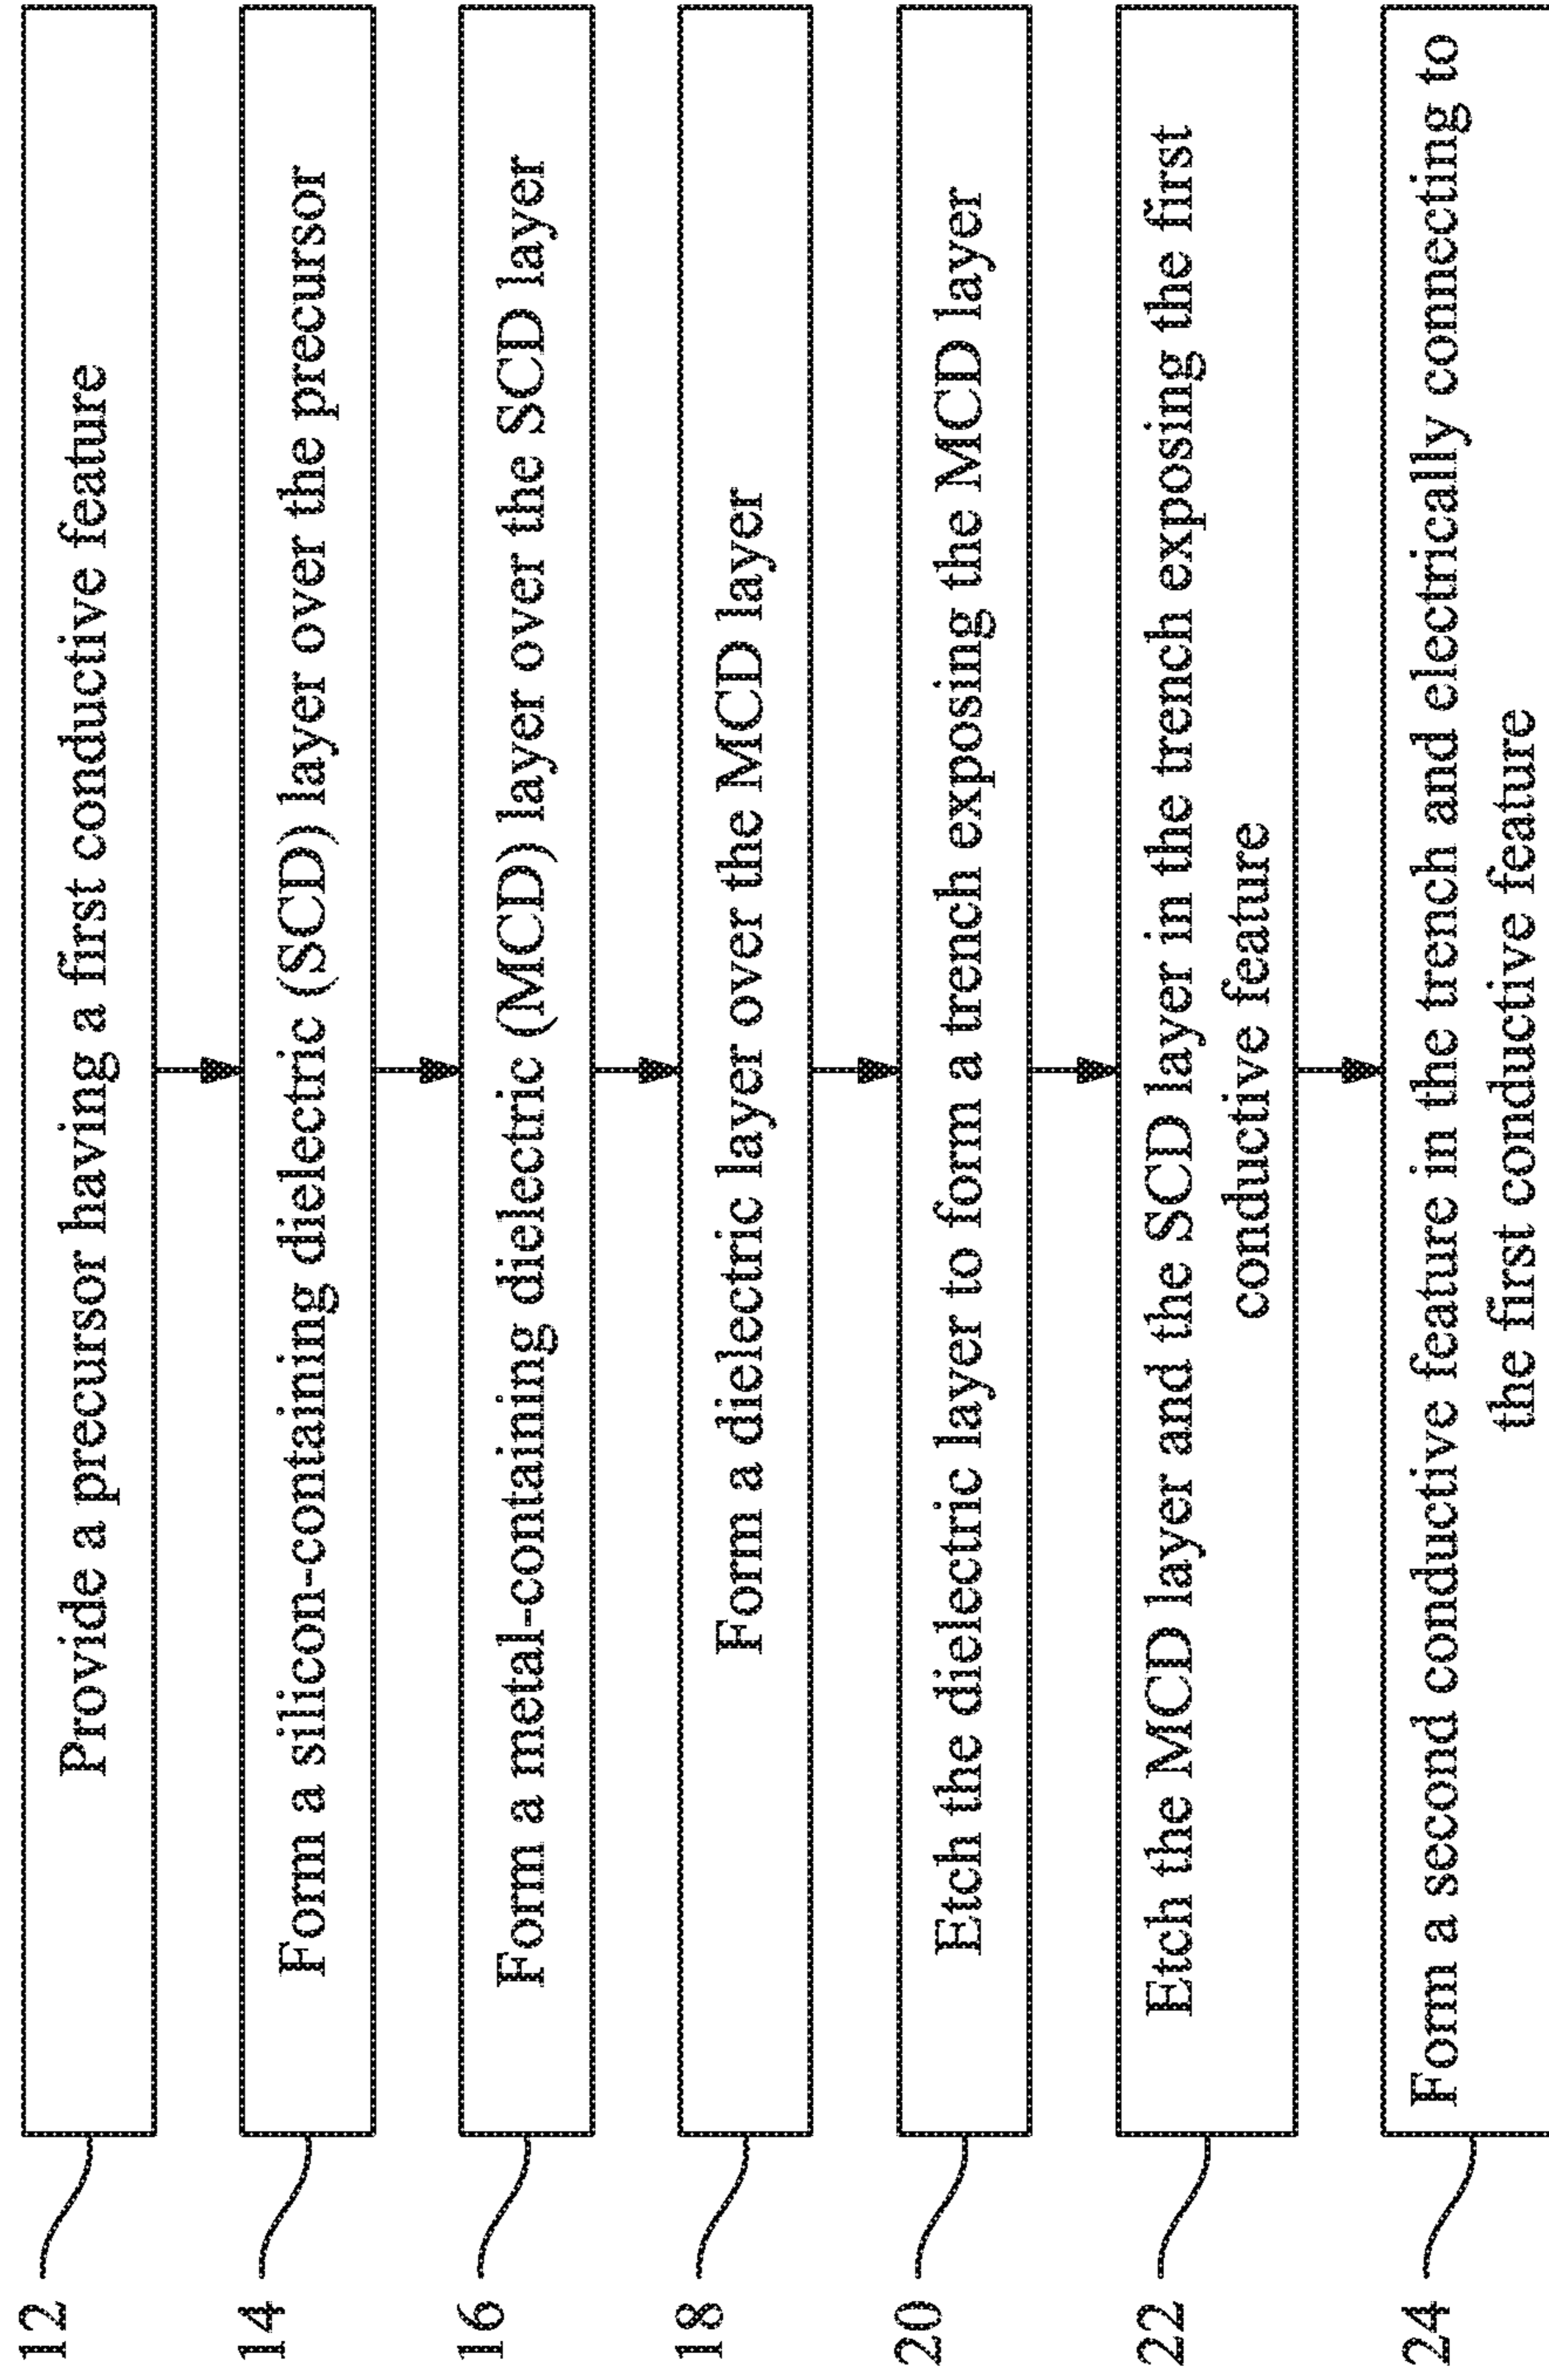 12
Provide a precursor having a first conductive feature
14
Form a silicon-containing dielectric (SCD) layer over the precursor
16
Form a metal-containing dielectric (MCD) layer over the SCD layer
18
Form a dielectric layer over the MCD layer
20
Etch the dielectric layer to form a trench exposing the MCD layer
22
Etch the MCD layer and the SCD layer in the trench exposing the first
conductive feature
24
Form a second conductive feature in the trench and electrically connecting to
the first conductive feature